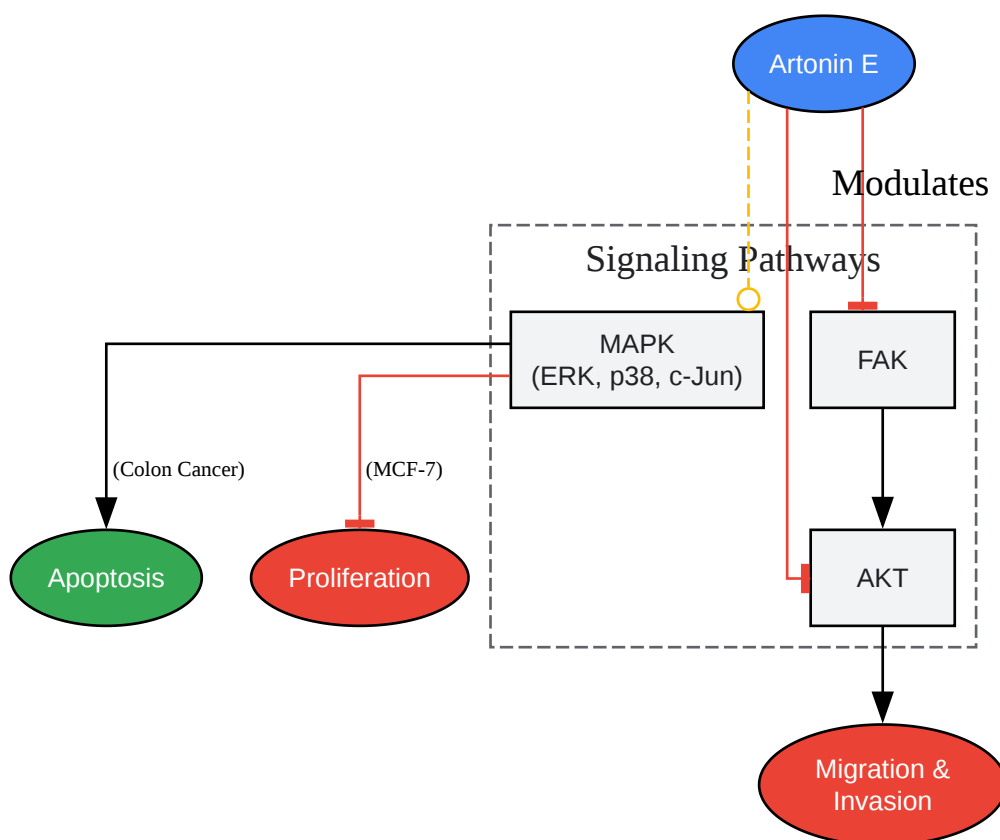 Artonin E
Modulates
Signaling Pathways
MAPK
(ERK, p38, c-Jun)
FAK
(Colon Cancer)
(MCF-7)
Apoptosis
Proliferation
AKT
Migration &
Invasion